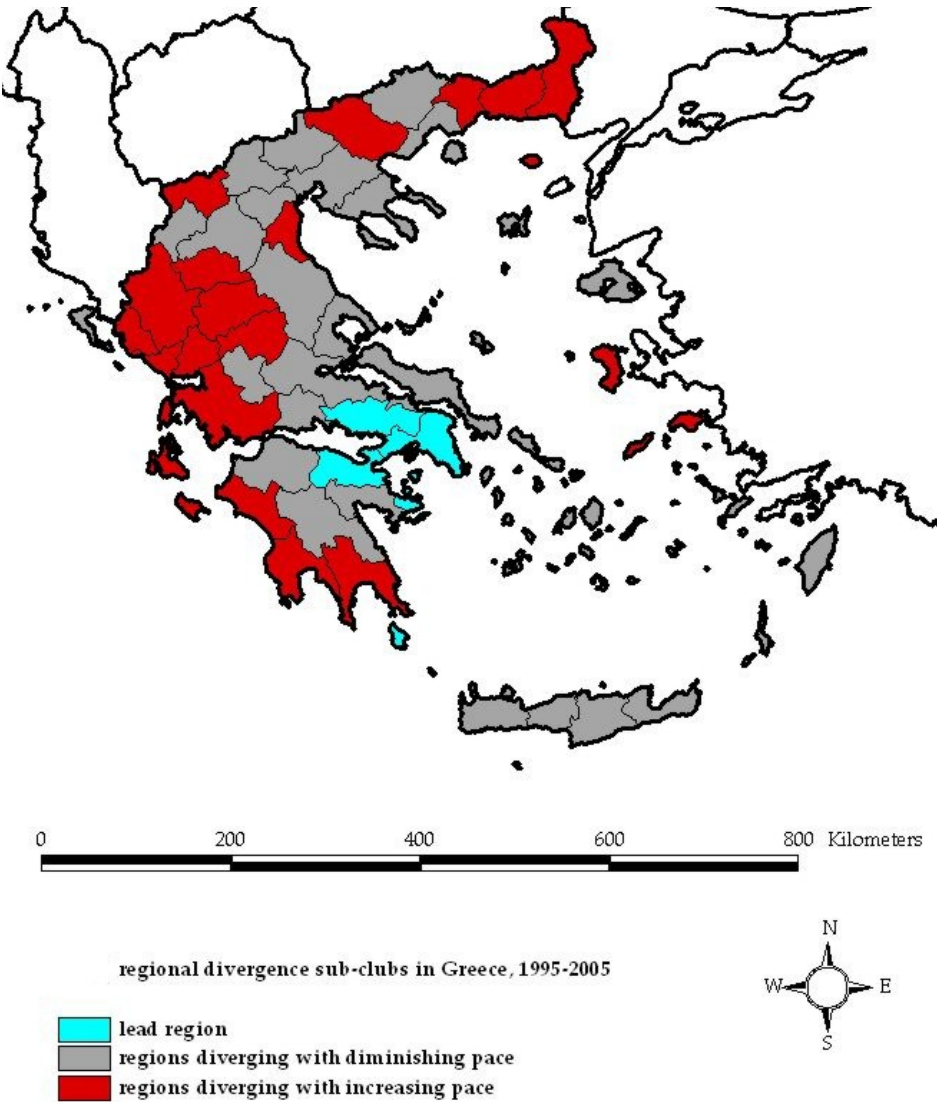 0 200 400 600 800 Kilometers
N
W E
S
regional divergence sub-clubs in Greece, 1995-2005
lead region
regions diverging with diminishing pace
regions diverging with increasing pace